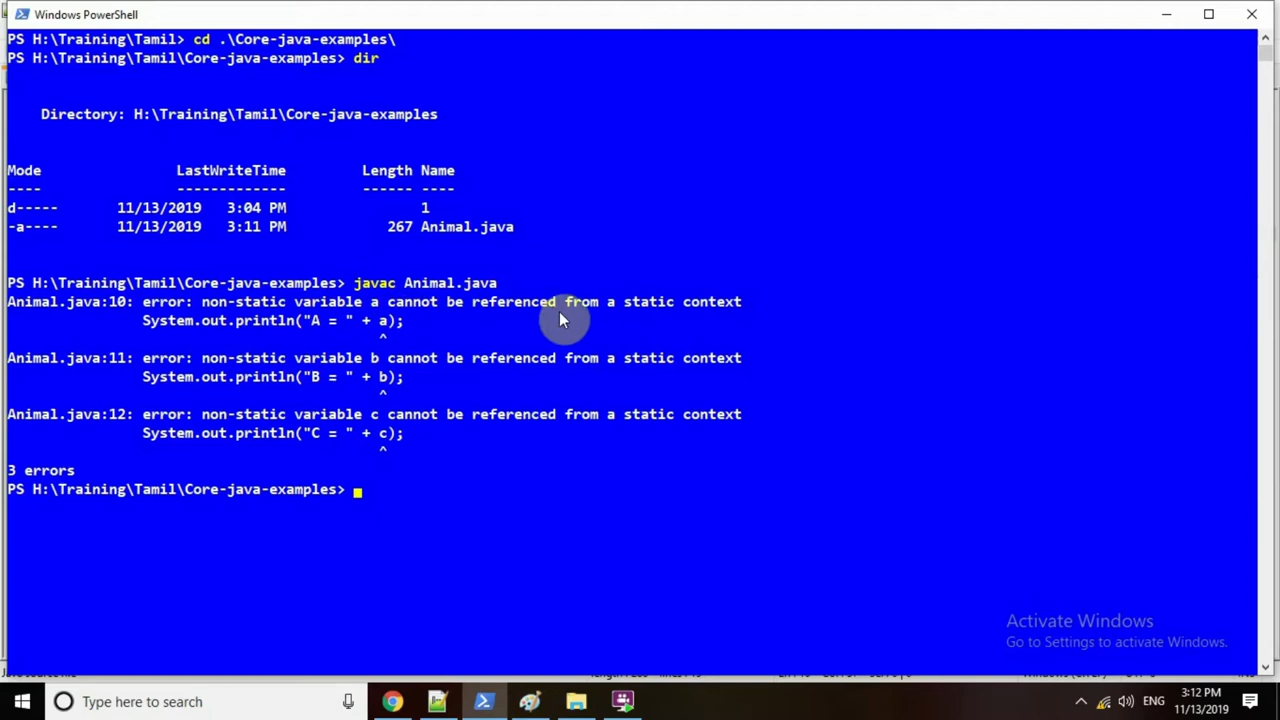 Windows PowerShell
PS H:\Training\Tamil> cd .\Core-java-examples\
PS H:\Training\Tamil\Core-java-examples> dir
Directory: H:\Training\Tamil\Core-java-examples
Mode LastWriteTime Length Name
---- ------------- ------ ----
d----- 11/13/2019 3:04 PM 1
-a---- 11/13/2019 3:11 PM 267 Animal.java
PS H:\Training\Tamil\Core-java-examples> javac Animal.java
Animal.java:10: error: non-static variable a cannot be referenced from a static context
System.out.println("A = " + a);
^
Animal.java:11: error: non-static variable b cannot be referenced from a static context
System.out.println("B = " + b);
^
Animal.java:12: error: non-static variable c cannot be referenced from a static context
System.out.println("C = " + c);
^
3 errors
PS H:\Training\Tamil\Core-java-examples>
Activate Windows
Go to Settings to activate Windows.
Type here to search
ENG
3:12 PM
11/13/2019